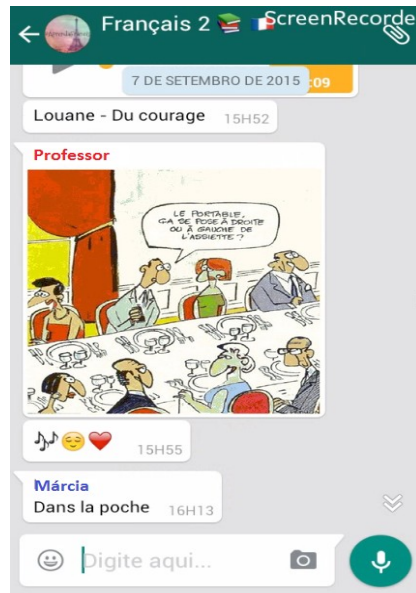 Français 2
ScreenRecorde
7 DE SETEMBRO DE 2015
:09
Louane - Du courage 15H52
Professor
LE PORTABLE,
ÇA SE POSE À DROITE
OU À GAUCHE DE
L'ASSIETTE ?
15H55
Márcia
Dans la poche 16H13
Digite aqui...